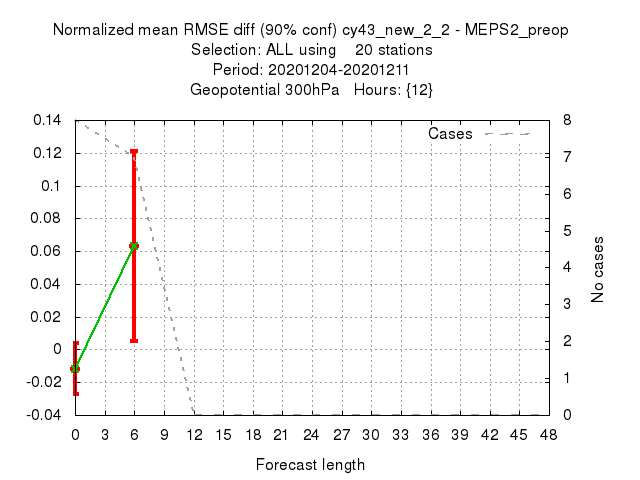 Normalized mean RMSE diff (90% conf) cy43_new_2_2 - MEPS2_preop
Selection: ALL using 20 stations
Period: 20201204-20201211
Geopotential 300hPa Hours: {12}
Cases
0.14
0.12
0.1
0.08
0.06
0.04
0.02
0
-0.02
-0.04
8
7
6
5
4
3
2
1
0
No cases
0 3 6 9 12 15 18 21 24 27 30 33 36 39 42 45 48
Forecast length